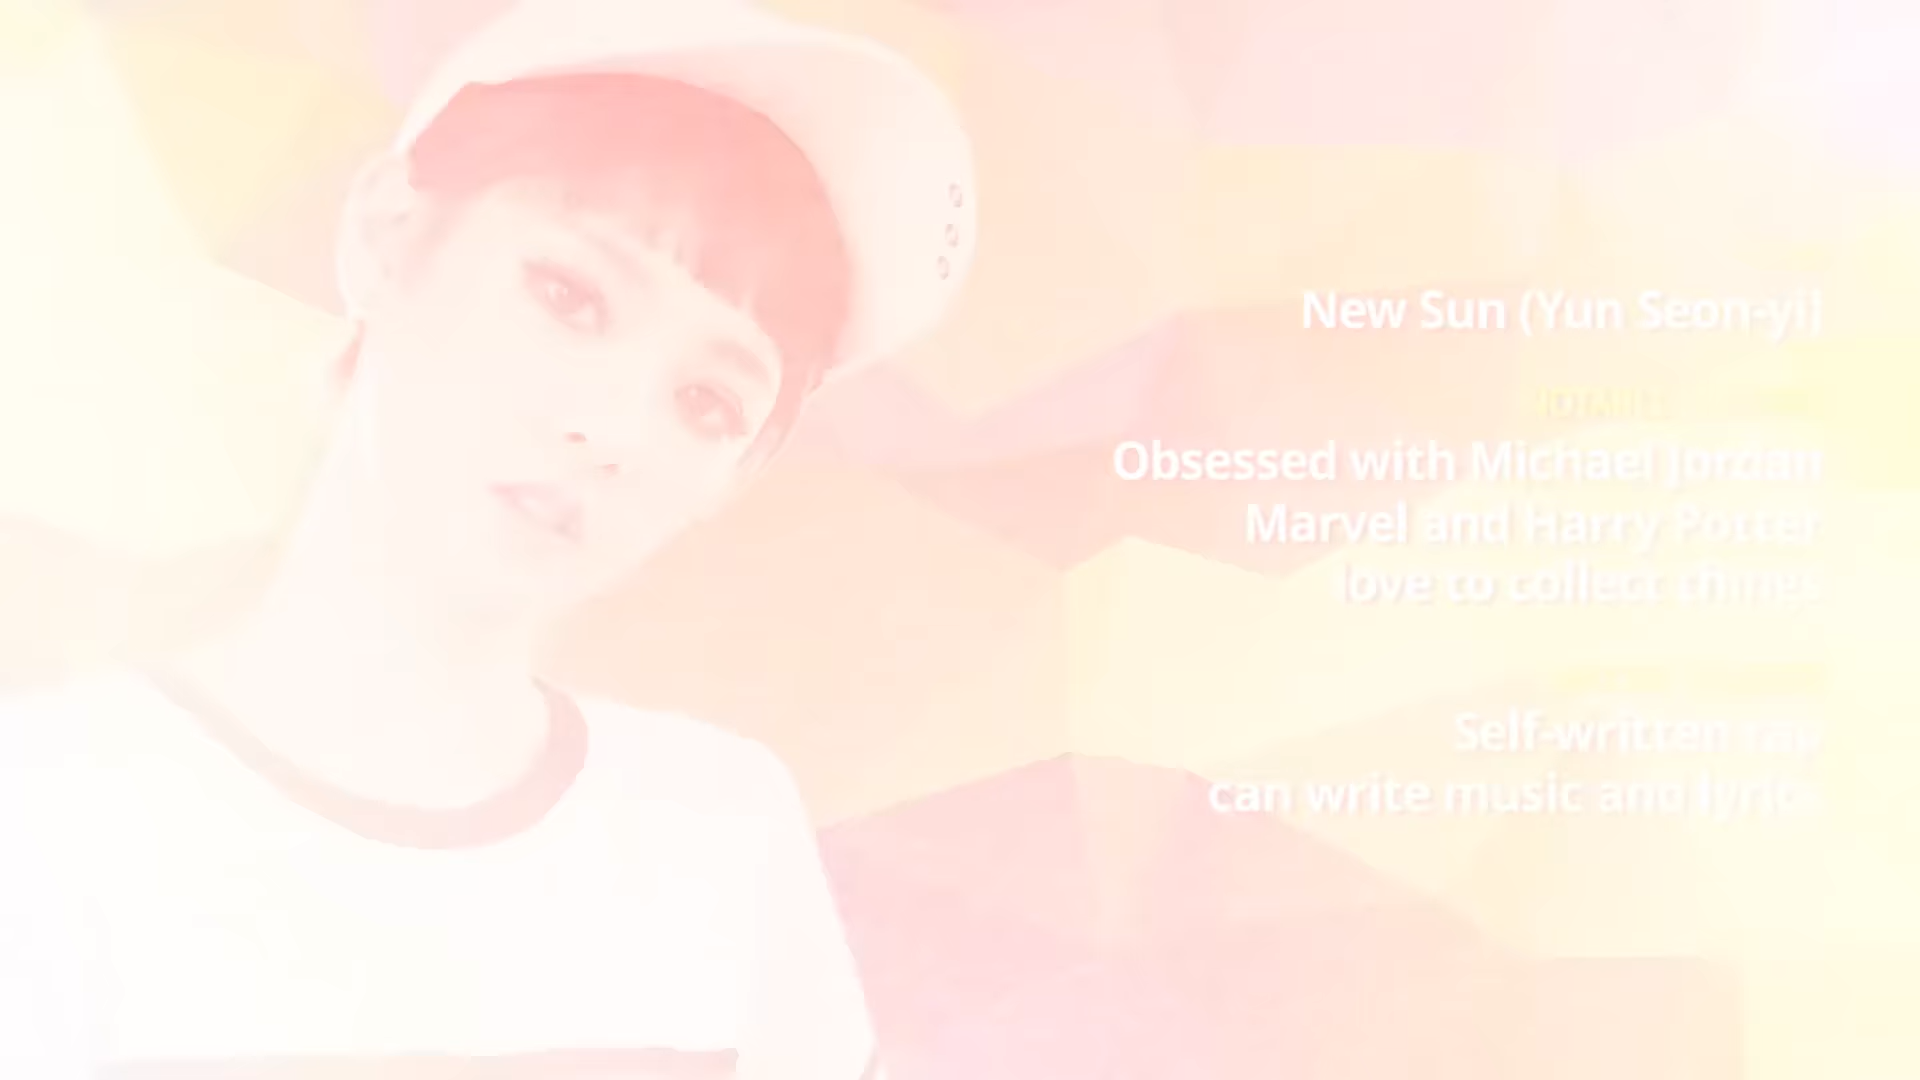 New Sun (Yun Seon-yi)
Obsessed with Michael Jordan
Marvel and Harry Potter
love to collect things
Self-written rap
can write music and lyrics